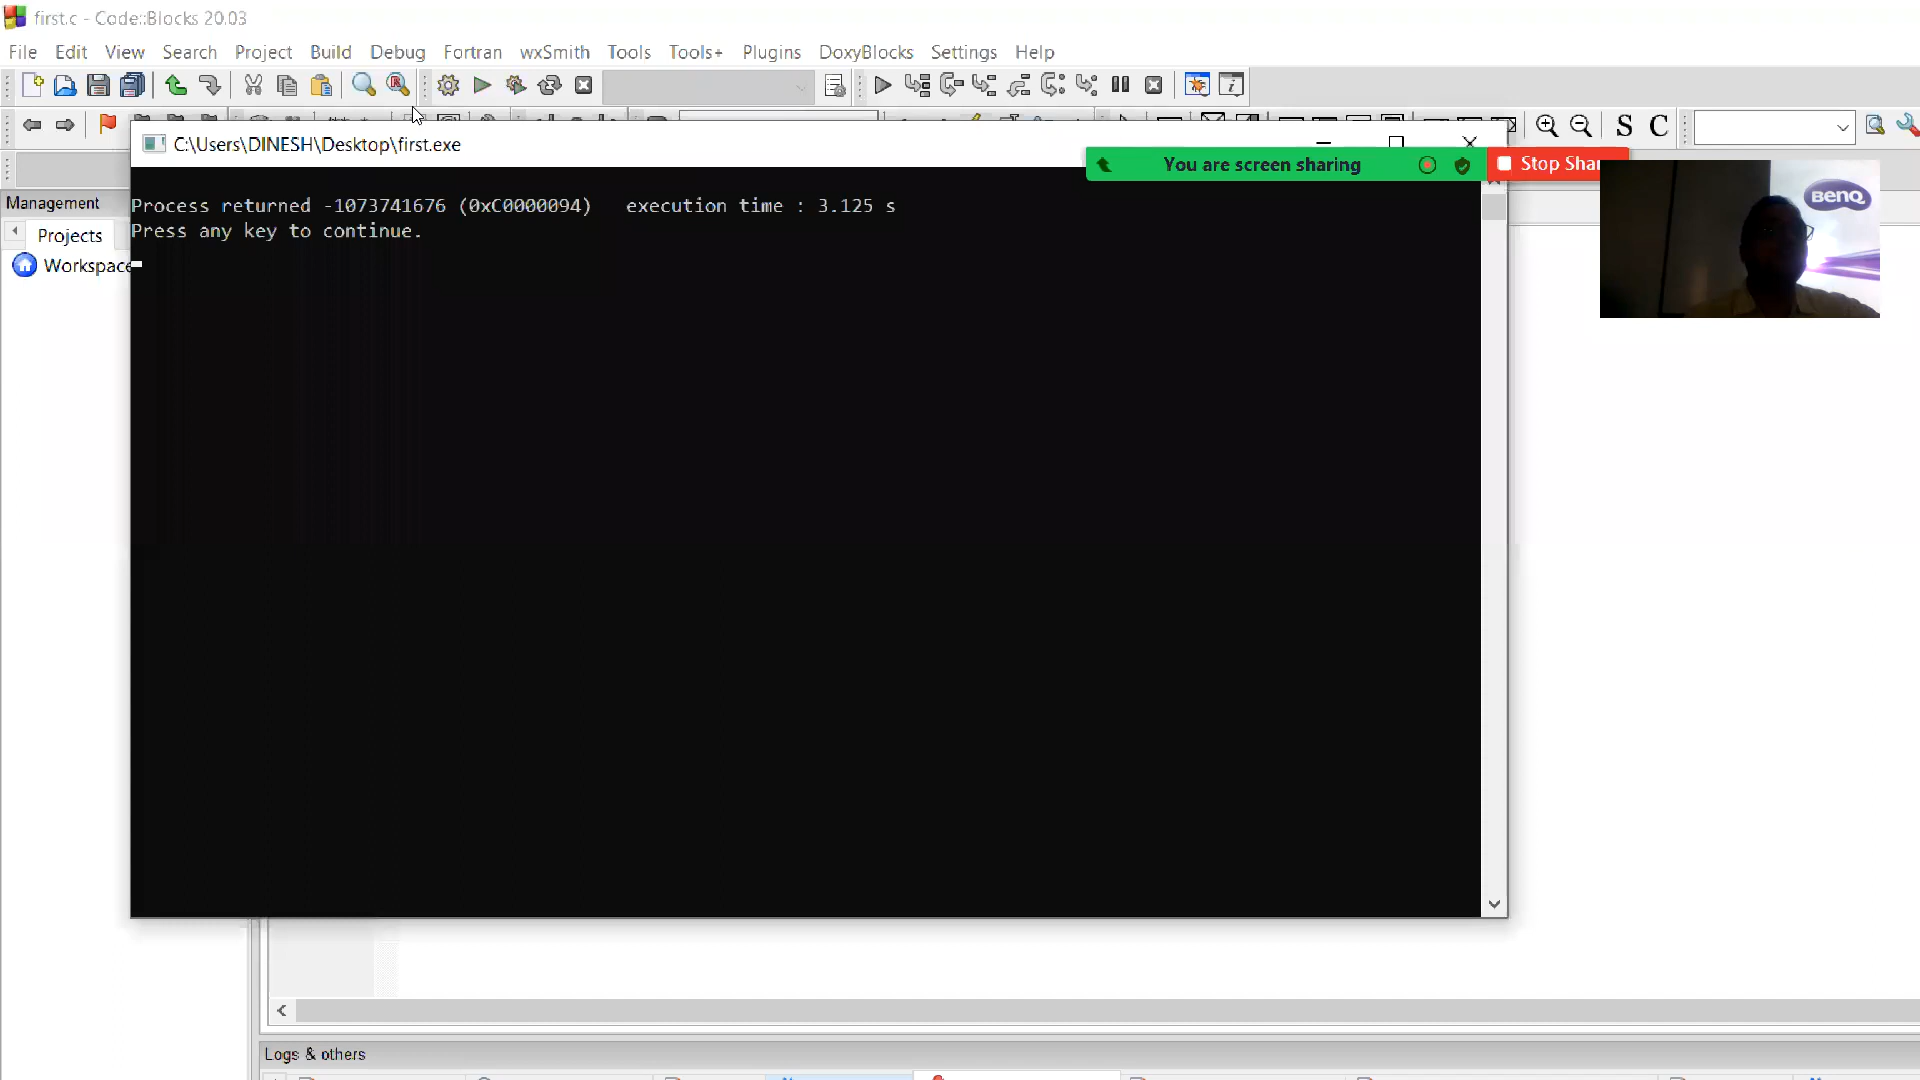 first.c - Code::Blocks 20.03
File Edit View Search Project Build Debug Fortran wxSmith Tools Tools+ Plugins DoxyBlocks Settings Help
S C
C:\Users\DINESH\Desktop\first.exe
You are screen sharing
Stop Shar
BenQ
Management
Process returned -1073741676 (0xC0000094)   execution time : 3.125 s
Press any key to continue.
Projects
Workspace
Logs & others